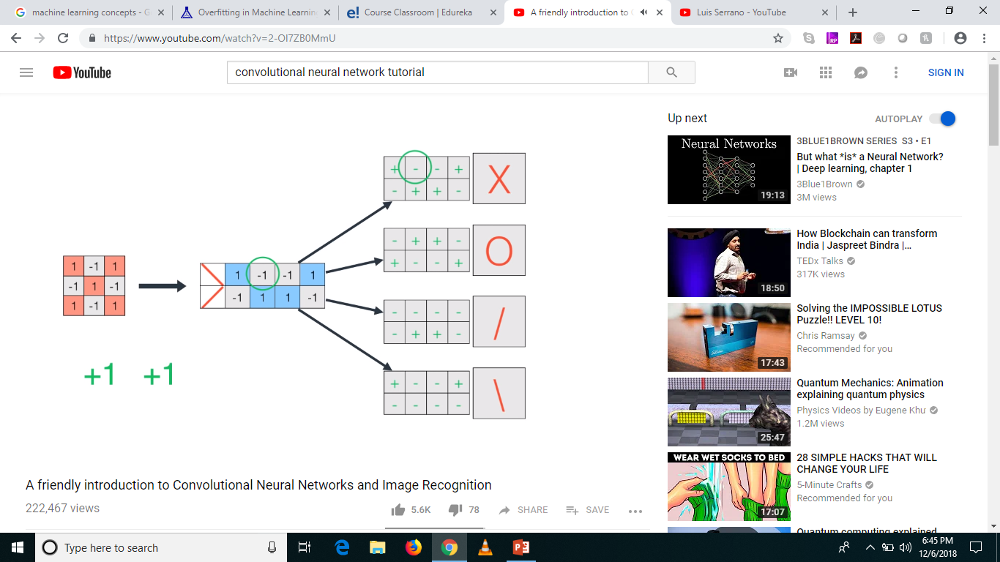 machine learning concepts - G
Overfitting in Machine Learnin
Course Classroom | Edureka
A friendly introduction to C
Luis Serrano - YouTube
https://www.youtube.com/watch?v=2-Ol7ZB0MmU
YouTube
convolutional neural network tutorial
SIGN IN
+ - - +
- + + -
X
- + + -
+ - - +
O
1 -1 1
-1 1 -1
1 -1 1
1 -1 -1 1
-1 1 1 -1
- - - -
- + + -
/
+1 +1
+ - - +
- - - -
\
A friendly introduction to Convolutional Neural Networks and Image Recognition
222,467 views
5.6K 78 SHARE SAVE
Up next AUTOPLAY
Neural Networks
19:13
3BLUE1BROWN SERIES S3 • E1
But what *is* a Neural Network?
| Deep learning, chapter 1
3Blue1Brown
3M views
18:50
How Blockchain can transform
India | Jaspreet Bindra |...
TEDx Talks
317K views
17:43
Solving the IMPOSSIBLE LOTUS
Puzzle!! LEVEL 10!
Chris Ramsay
Recommended for you
25:47
Quantum Mechanics: Animation
explaining quantum physics
Physics Videos by Eugene Khu
1.2M views
WEAR WET SOCKS TO BED
17:07
28 SIMPLE HACKS THAT WILL
CHANGE YOUR LIFE
5-Minute Crafts
Recommended for you
Quantum computing explained
Type here to search
6:45 PM
12/6/2018